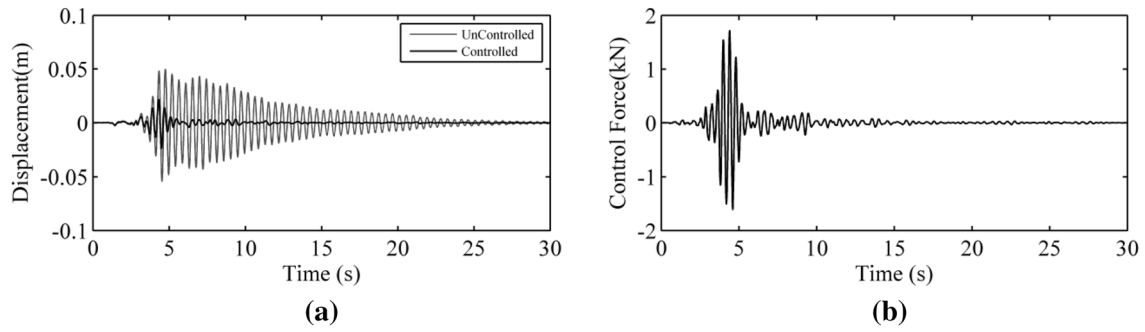 0.1
0.05
0
-0.05
-0.1
Displacement(m)
UnControlled
Controlled
0 5 10 15 20 25 30
Time (s)
(a)
2
1
0
-1
-2
Control Force(kN)
0 5 10 15 20 25 30
Time (s)
(b)